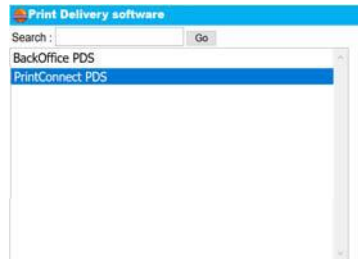 Print Delivery software
Search : Go
BackOffice PDS
PrintConnect PDS